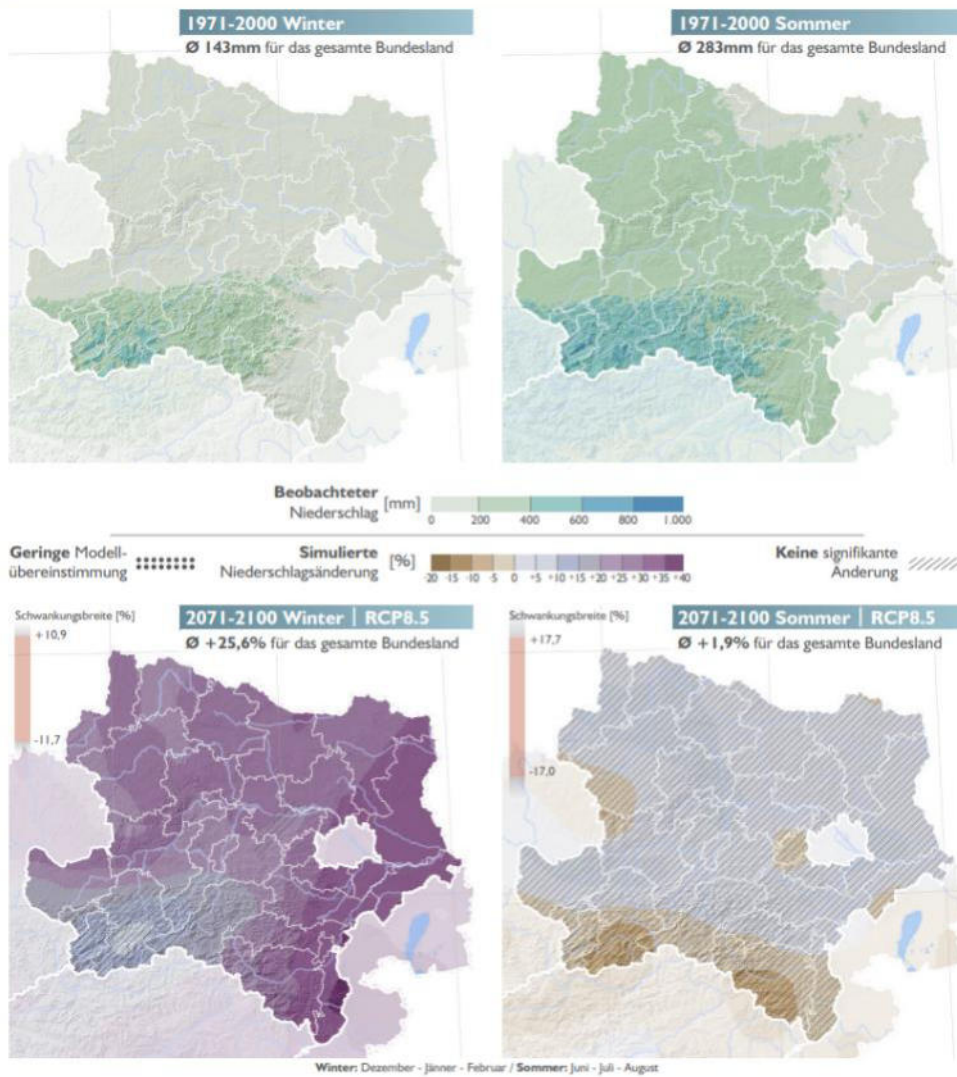 1971-2000 Winter
Ø 143mm für das gesamte Bundesland
1971-2000 Sommer
Ø 283mm für das gesamte Bundesland
Beobachteter
Niederschlag
[mm]
0 200 400 600 800 1.000
Geringe Modell-
übereinstimmung
Simulierte
Niederschlagsänderung
[%]
-20 -15 -10 -5 0 +5 +10 +15 +20 +25 +30 +35 +40
Keine signifikante
Änderung
Schwankungsbreite [%]
+10,9
-11,7
2071-2100 Winter | RCP8.5
Ø +25,6% für das gesamte Bundesland
Schwankungsbreite [%]
+17,7
-17,0
2071-2100 Sommer | RCP8.5
Ø +1,9% für das gesamte Bundesland
Winter: Dezember - Jänner - Februar / Sommer: Juni - Juli - August